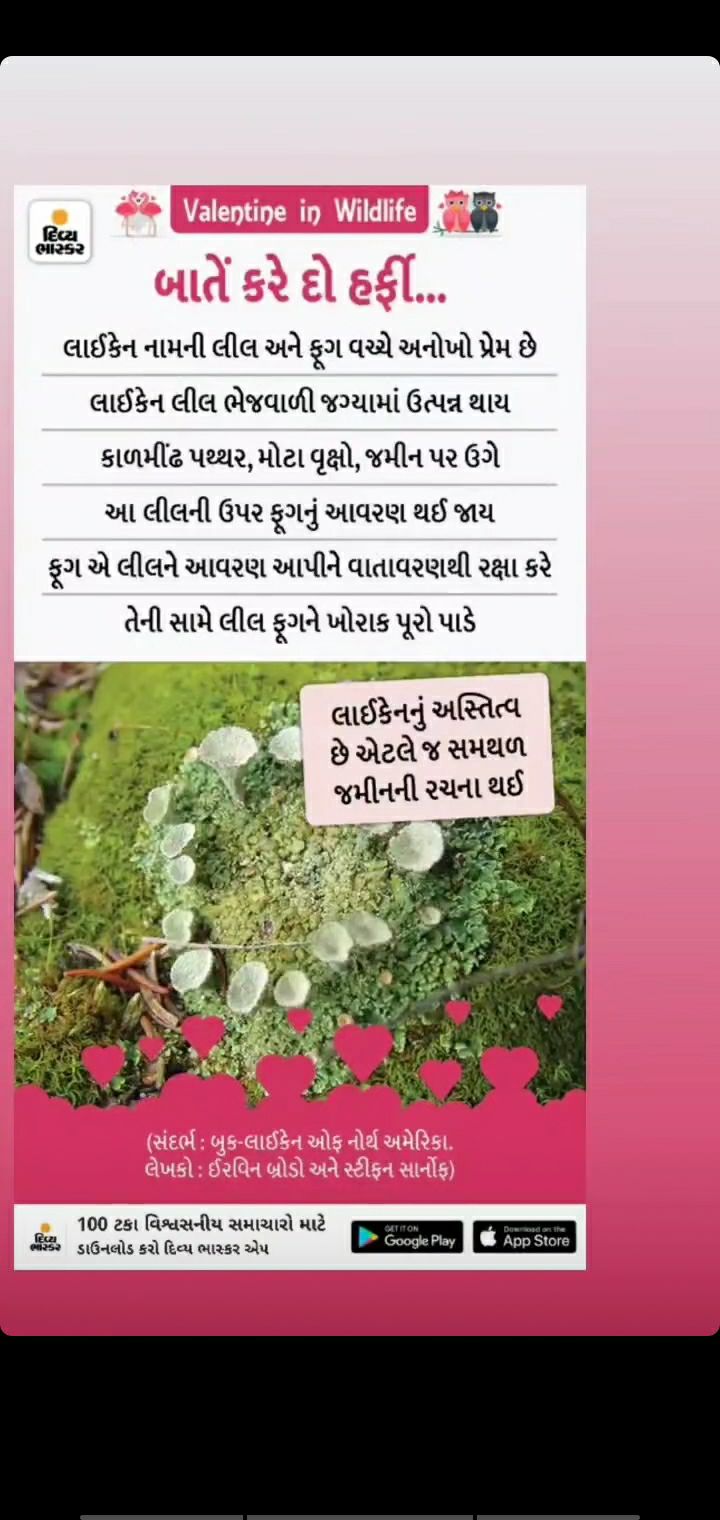 દિવ્ય
ભાસ્કર
Valentine in Wildlife
બાતેં કરે દો હર્ફી...
લાઈકેન નામની લીલ અને ફૂગ વચ્ચે અનોખો પ્રેમ છે
લાઈકેન લીલ ભેજવાળી જગ્યામાં ઉત્પન્ન થાય
કાળમીંઢ પથ્થર, મોટા વૃક્ષો, જમીન પર ઉગે
આ લીલની ઉપર ફૂગનું આવરણ થઈ જાય
ફૂગ એ લીલને આવરણ આપીને વાતાવરણથી રક્ષા કરે
તેની સામે લીલ ફૂગને ખોરાક પૂરો પાડે
લાઈકેનનું અસ્તિત્વ
છે એટલે જ સમથળ
જમીનની રચના થઈ
(સંદર્ભ : બુક-લાઈકેન ઓફ નોર્થ અમેરિકા.
લેખકો : ઈરવિન બ્રોડો અને સ્ટીફન સાર્નોફ)
દિવ્ય
ભાસ્કર
100 ટકા વિશ્વસનીય સમાચારો માટે
ડાઉનલોડ કરો દિવ્ય ભાસ્કર એપ
GET IT ON
Google Play
Download on the
App Store